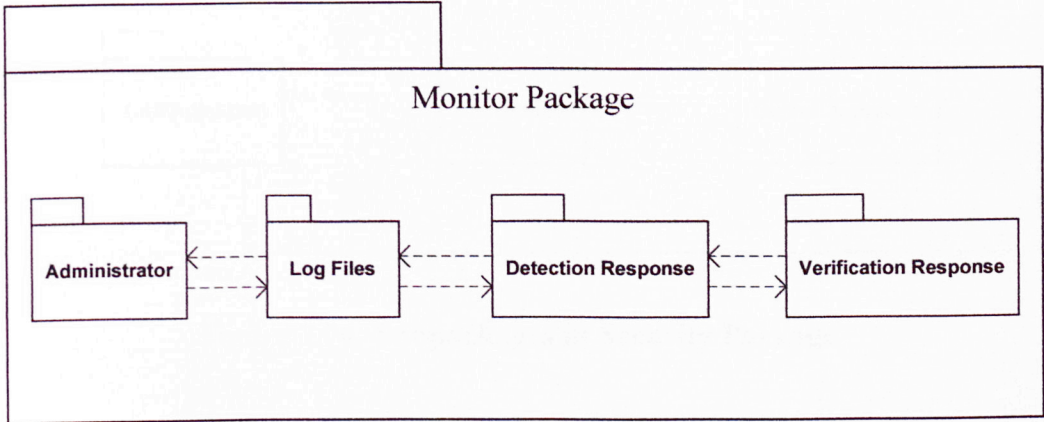 Monitor Package
Administrator
Log Files
Detection Response
Verification Response